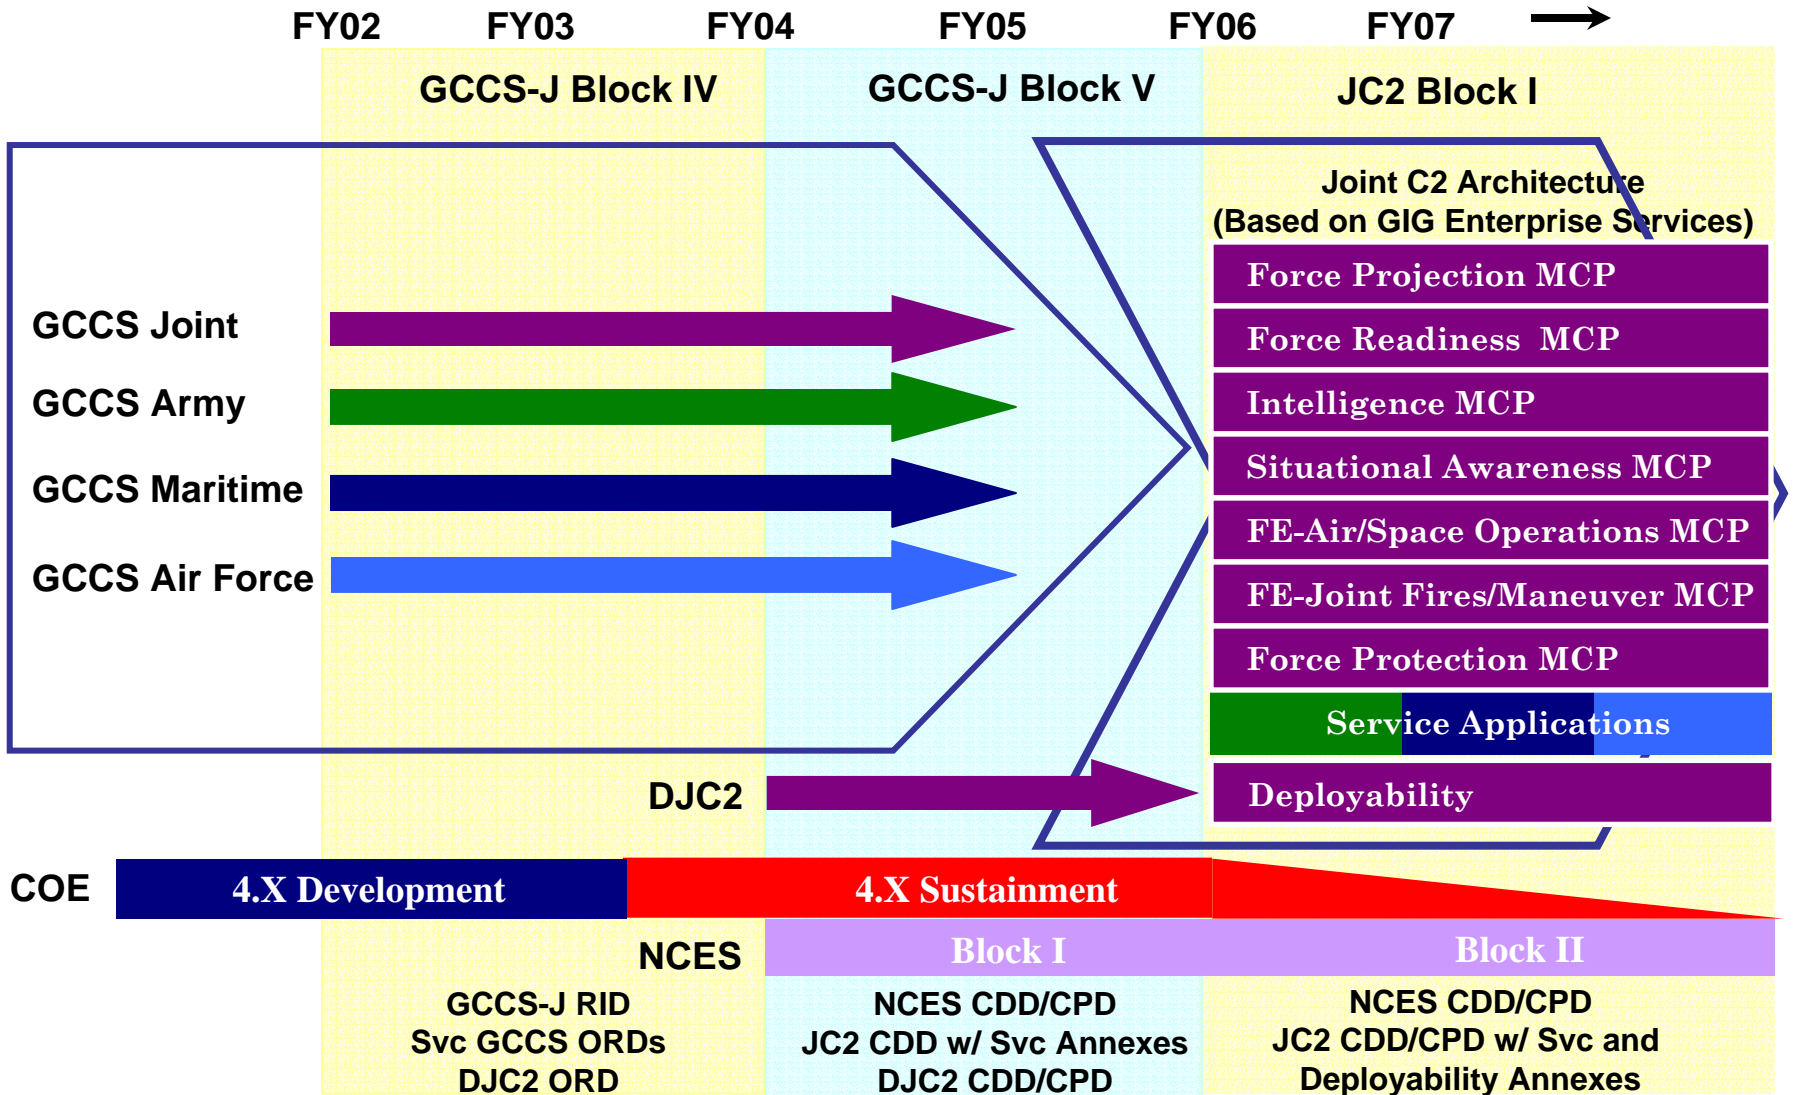 FY02 FY03 FY04 FY05 FY06 FY07
GCCS-J Block IV GCCS-J Block V JC2 Block I
Joint C2 Architecture
(Based on GIG Enterprise Services)
Force Projection MCP
GCCS Joint
Force Readiness MCP
GCCS Army
Intelligence MCP
Situational Awareness MCP
GCCS Maritime
FE-Air/Space Operations MCP
GCCS Air Force
FE-Joint Fires/Maneuver MCP
Force Protection MCP
Service Applications
DJC2
Deployability
COE
4.X Development
4.X Sustainment
NCES
Block I
Block II
GCCS-J RID
Svc GCCS ORDs
DJC2 ORD
NCES CDD/CPD
JC2 CDD w/ Svc Annexes
DJC2 CDD/CPD
NCES CDD/CPD
JC2 CDD/CPD w/ Svc and
Deployability Annexes